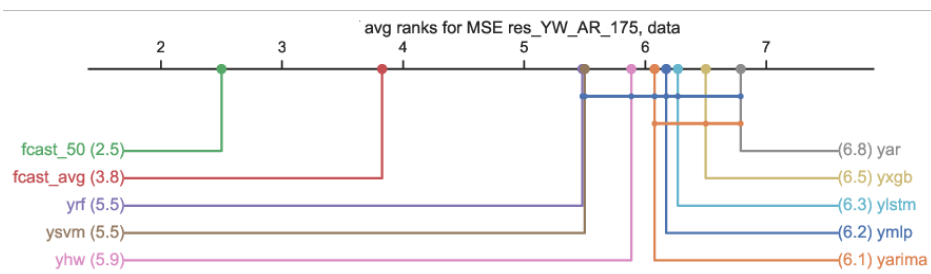 avg ranks for MSE res_YW_AR_175, data
2 3 4 5 6 7
fcast_50 (2.5) (6.8) yar
fcast_avg (3.8) (6.5) yxgb
yrf (5.5) (6.3) ylstm
ysvm (5.5) (6.2) ymlp
yhw (5.9) (6.1) yarima